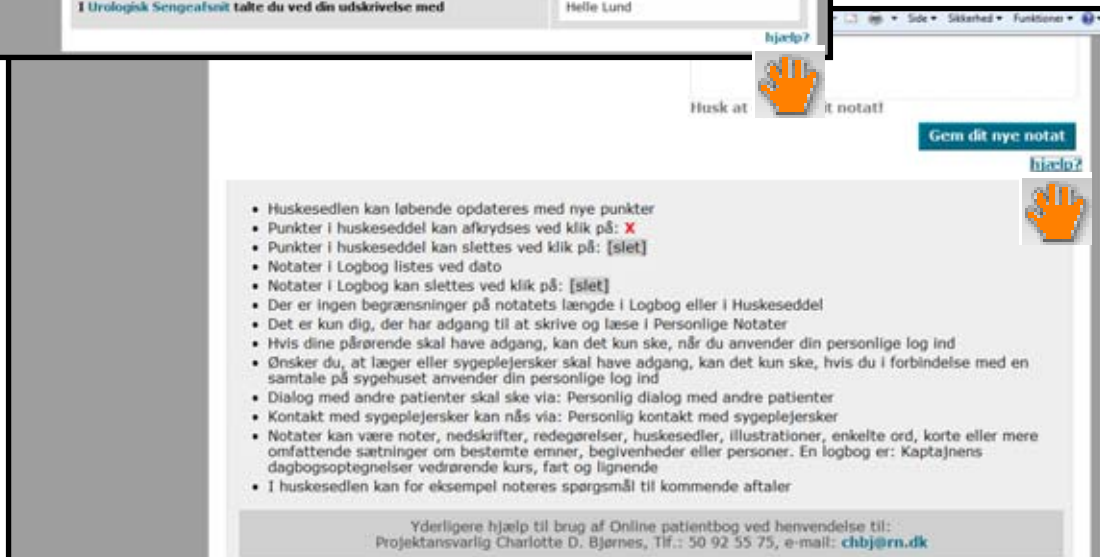 I Urologisk Sengeafsnit talte du ved din udskrivelse med Helle Lund
hjælp?
Side Sikkerhed Funktioner
Husk at it notat!
Gem dit nye notat
hjælp?
• Huskesedlen kan løbende opdateres med nye punkter
• Punkter i huskeseddel kan afkrydses ved klik på: X
• Punkter i huskeseddel kan slettes ved klik på: [slet]
• Notater i Logbog listes ved dato
• Notater i Logbog kan slettes ved klik på: [slet]
• Der er ingen begrænsninger på notatets længde i Logbog eller i Huskeseddel
• Det er kun dig, der har adgang til at skrive og læse i Personlige Notater
• Hvis dine pårørende skal have adgang, kan det kun ske, når du anvender din personlige log ind
• Ønsker du, at læger eller sygeplejersker skal have adgang, kan det kun ske, hvis du i forbindelse med en
samtale på sygehuset anvender din personlige log ind
• Dialog med andre patienter skal ske via: Personlig dialog med andre patienter
• Kontakt med sygeplejersker kan nås via: Personlig kontakt med sygeplejersker
• Notater kan være noter, nedskrifter, redegørelser, huskesedler, illustrationer, enkelte ord, korte eller mere
omfattende sætninger om bestemte emner, begivenheder eller personer. En logbog er: Kaptajnens
dagbogsoptegnelser vedrørende kurs, fart og lignende
• I huskesedlen kan for eksempel noteres spørgsmål til kommende aftaler
Yderligere hjælp til brug af Online patientbog ved henvendelse til:
Projektansvarlig Charlotte D. Bjørnes, Tlf.: 50 92 55 75, e-mail: chbj@rn.dk